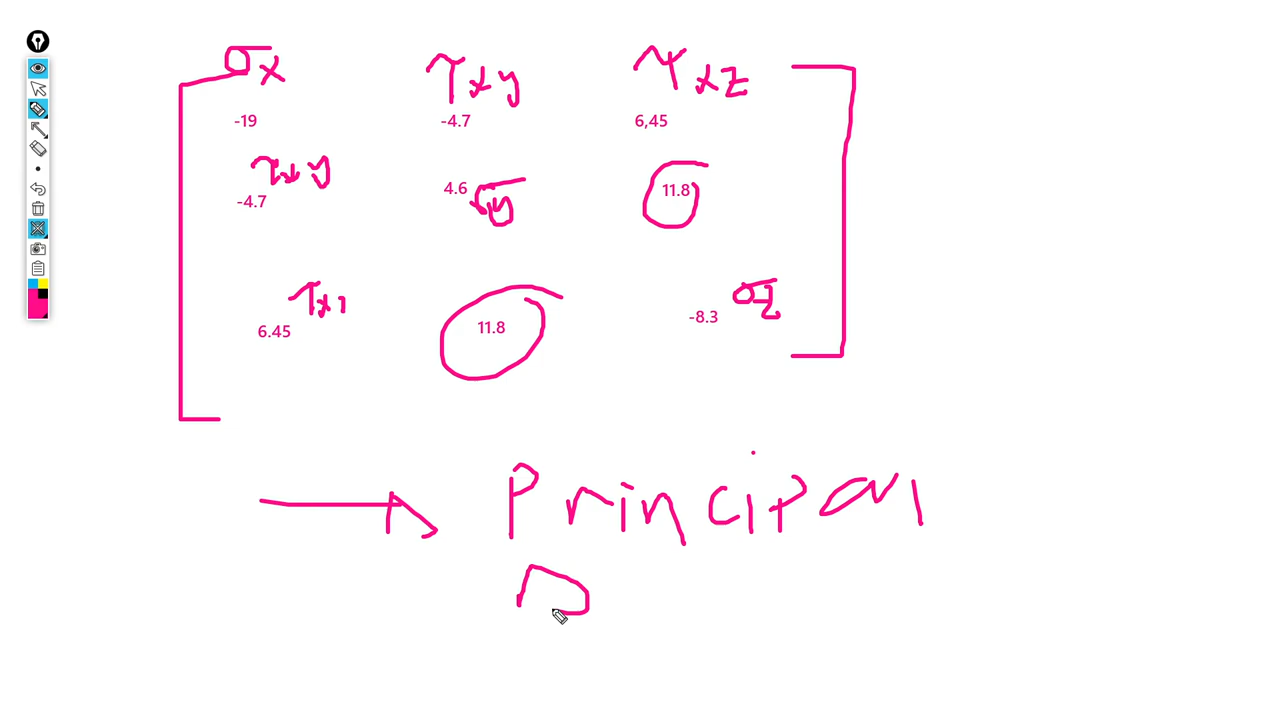 σx τxy τxz
-19 -4.7 6,45
τxy
-4.7 4.6 σy 11.8
τxz σz
6.45 11.8 -8.3
→ Principal